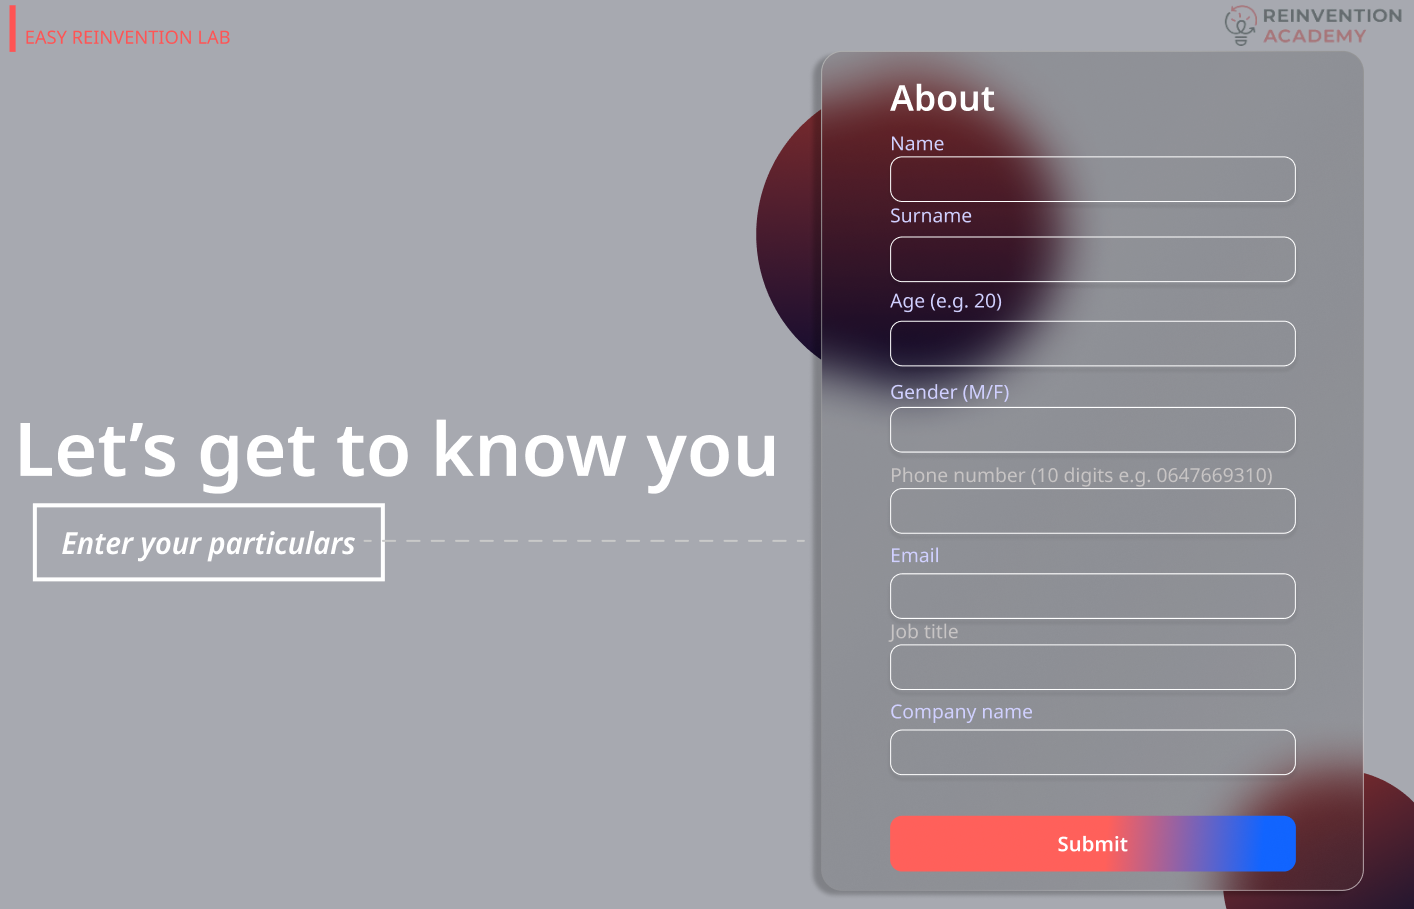 EASY REINVENTION LAB
REINVENTION
ACADEMY
Let's get to know you
Enter your particulars
About
Name
Surname
Age (e.g. 20)
Gender (M/F)
Phone number (10 digits e.g. 0647669310)
Email
Job title
Company name
Submit